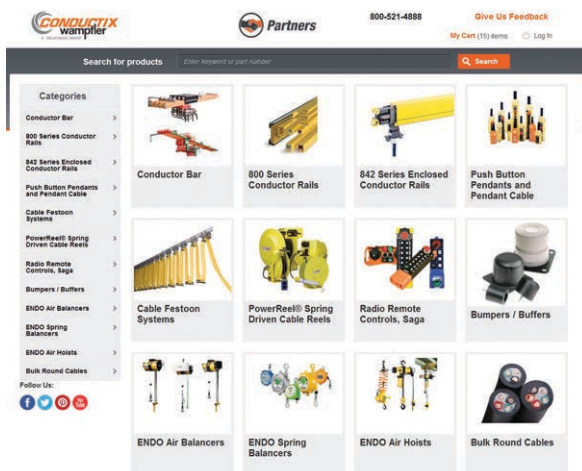 CONDUCTIX
wampfler
Partners
800-521-4888
Give Us Feedback
My Cart (15) items
Log In
Search for products
Enter keyword or part number
Search
Categories
Conductor Bar
800 Series Conductor
Rails
842 Series Enclosed
Conductor Rails
Push Button Pendants
and Pendant Cable
Cable Festoon
Systems
PowerReel® Spring
Driven Cable Reels
Radio Remote
Controls, Saga
Bumpers / Buffers
ENDO Air Balancers
ENDO Spring
Balancers
ENDO Air Hoists
Bulk Round Cables
Follow Us:
You
Tube
Conductor Bar
800 Series
Conductor Rails
842 Series Enclosed
Conductor Rails
Push Button
Pendants and
Pendant Cable
Cable Festoon
Systems
PowerReel® Spring
Driven Cable Reels
Radio Remote
Controls, Saga
Bumpers / Buffers
ENDO Air Balancers
ENDO Spring
Balancers
ENDO Air Hoists
Bulk Round Cables